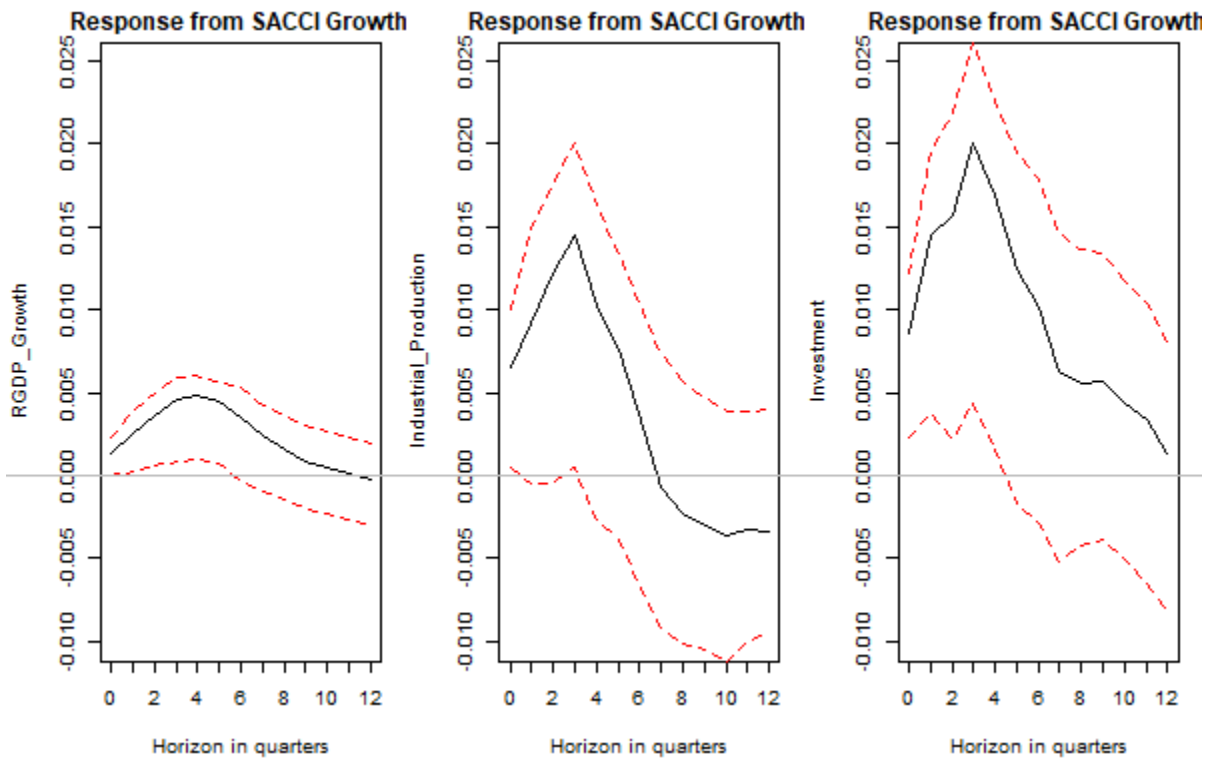 Response from SACCI Growth
RGDP_Growth
-0.010 -0.005 0.000 0.005 0.010 0.015 0.020 0.025
0 2 4 6 8 10 12
Horizon in quarters
Response from SACCI Growth
Industrial_Production
-0.010 -0.005 0.000 0.005 0.010 0.015 0.020 0.025
0 2 4 6 8 10 12
Horizon in quarters
Response from SACCI Growth
Investment
-0.010 -0.005 0.000 0.005 0.010 0.015 0.020 0.025
0 2 4 6 8 10 12
Horizon in quarters